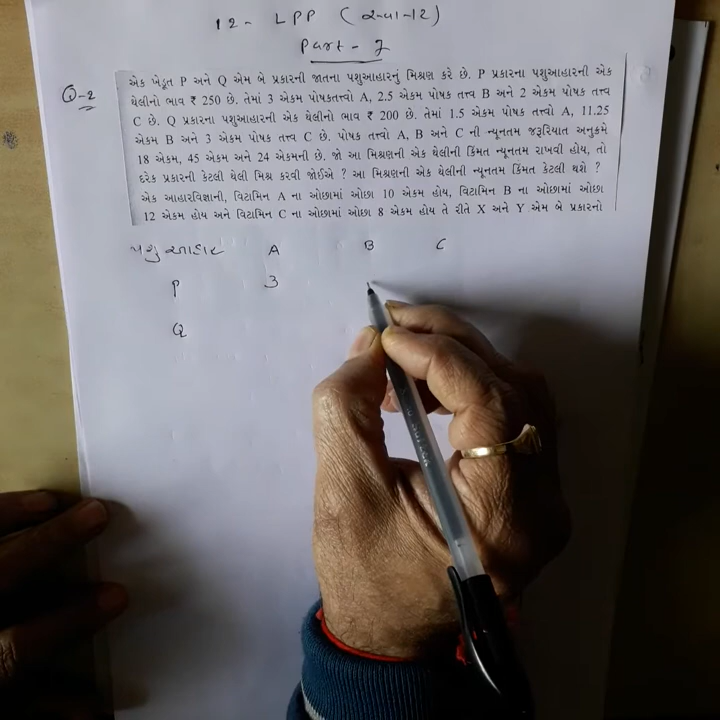 12 - LPP ( સ્વા-12)
Part - 7
Q-2
એક ખેડૂત P અને Q એમ બે પ્રકારની જાતના પશુઆહારનું મિશ્રણ કરે છે. P પ્રકારના પશુઆહારની એક
થેલીનો ભાવ ₹ 250 છે. તેમાં 3 એકમ પોષકતત્ત્વો A, 2.5 એકમ પોષક તત્ત્વ B અને 2 એકમ પોષક તત્ત્વ
C છે. Q પ્રકારના પશુઆહારની એક થેલીનો ભાવ ₹ 200 છે. તેમાં 1.5 એકમ પોષક તત્ત્વો A, 11.25
એકમ B અને 3 એકમ પોષક તત્ત્વ C છે. પોષક તત્ત્વો A, B અને C ની ન્યૂનતમ જરૂરિયાત અનુક્રમે
18 એકમ, 45 એકમ અને 24 એકમની છે. જો આ મિશ્રણની એક થેલીની કિંમત ન્યૂનતમ રાખવી હોય, તો
દરેક પ્રકારની કેટલી થેલી મિશ્ર કરવી જોઈએ ? આ મિશ્રણની એક થેલીની ન્યૂનતમ કિંમત કેટલી થશે ?
એક આહારવિજ્ઞાની, વિટામિન A ના ઓછામાં ઓછા 10 એકમ હોય, વિટામિન B ના ઓછામાં ઓછા
12 એકમ હોય અને વિટામિન C ના ઓછામાં ઓછા 8 એકમ હોય તે રીતે X અને Y એમ બે પ્રકારનો
પશુ આહાર A B C
P 3
Q